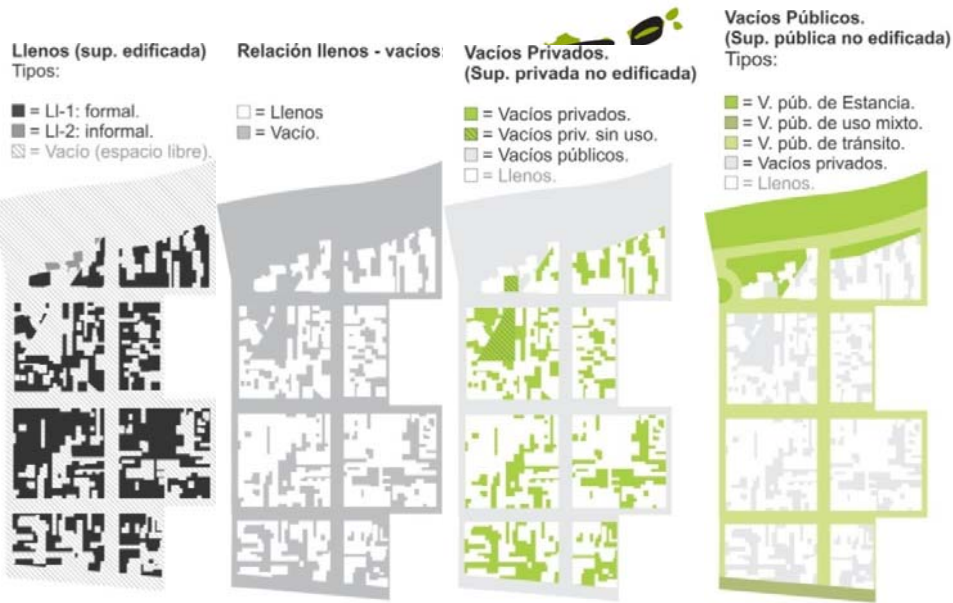 Llenos (sup. edificada)
Tipos:
= LI-1: formal.
= LI-2: informal.
= Vacío (espacio libre).
Relación llenos - vacíos:
= Llenos
= Vacío.
Vacíos Privados.
(Sup. privada no edificada)
= Vacíos privados.
= Vacíos priv. sin uso.
= Vacíos públicos.
= Llenos.
Vacíos Públicos.
(Sup. pública no edificada)
Tipos:
= V. púb. de Estancia.
= V. púb. de uso mixto.
= V. púb. de tránsito.
= Vacíos privados.
= Llenos.